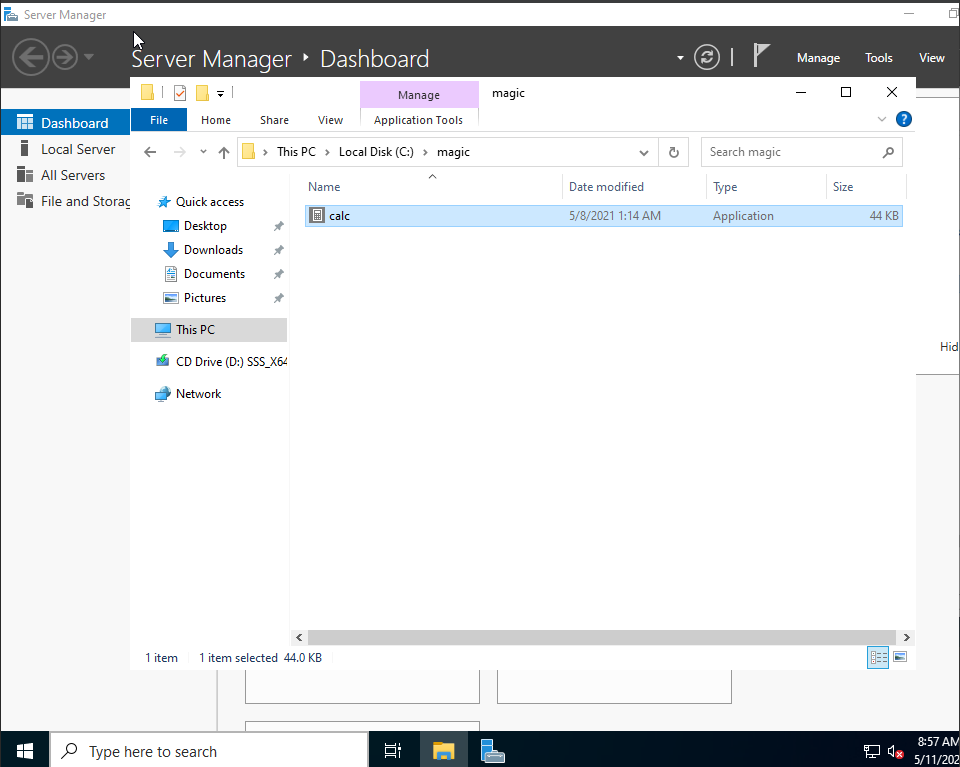 Server Manager
Server Manager Dashboard
Manage Tools View
Manage magic
File Home Share View Application Tools
This PC Local Disk (C:) magic
Search magic
Name Date modified Type Size
calc 5/8/2021 1:14 AM Application 44 KB
Dashboard
Local Server
All Servers
File and Storag
Quick access
Desktop
Downloads
Documents
Pictures
This PC
CD Drive (D:) SSS_X64
Network
Hid
1 item 1 item selected 44.0 KB
Type here to search
8:57 AM
5/11/202